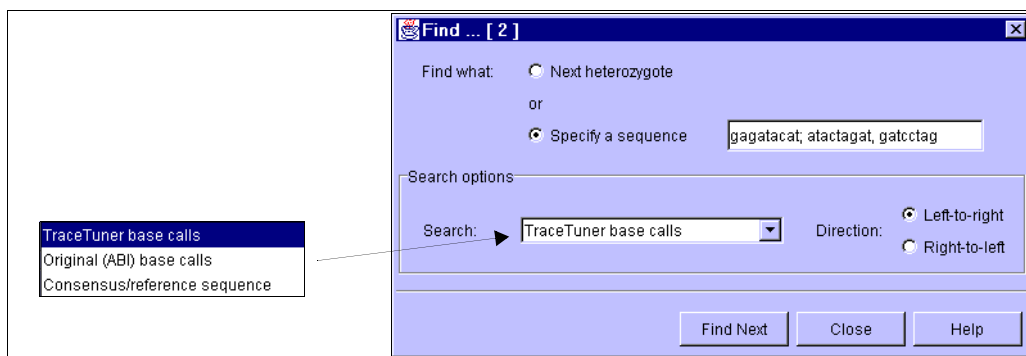 Find ... [ 2 ]
Find what: Next heterozygote
or
Specify a sequence gagatacat; atactagat, gatcctag
Search options
Search: TraceTuner base calls Direction: Left-to-right
Right-to-left
TraceTuner base calls
Original (ABI) base calls
Consensus/reference sequence
Find Next Close Help